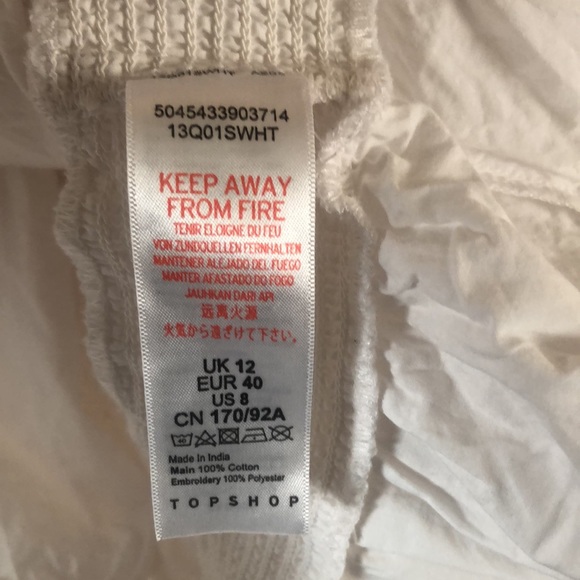 5045433903714
13Q01SWHT
KEEP AWAY
FROM FIRE
TENIR ELOIGNE DU FEU
VON ZUNDQUELLEN FERNHALTEN
MANTENER ALEJADO DEL FUEGO
MANTER AFASTADO DO FOGO
JAUHKAN DARI API
远离火源
火気から遠ざけて下さい。
UK 12
EUR 40
US 8
CN 170/92A
Made in India
Main 100% Cotton
Embroidery 100% Polyester
TOPSHOP